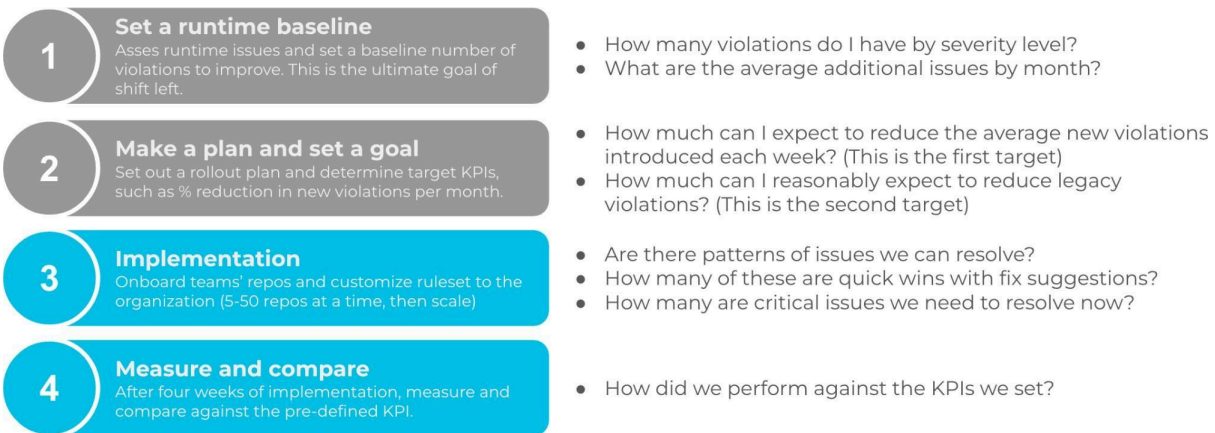 1
Set a runtime baseline
Asses runtime issues and set a baseline number of
violations to improve. This is the ultimate goal of
shift left.
● How many violations do I have by severity level?
● What are the average additional issues by month?
2
Make a plan and set a goal
Set out a rollout plan and determine target KPIs,
such as % reduction in new violations per month.
● How much can I expect to reduce the average new violations
introduced each week? (This is the first target)
● How much can I reasonably expect to reduce legacy
violations? (This is the second target)
3
Implementation
Onboard teams’ repos and customize ruleset to the
organization (5-50 repos at a time, then scale)
● Are there patterns of issues we can resolve?
● How many of these are quick wins with fix suggestions?
● How many are critical issues we need to resolve now?
4
Measure and compare
After four weeks of implementation, measure and
compare against the pre-defined KPI.
● How did we perform against the KPIs we set?